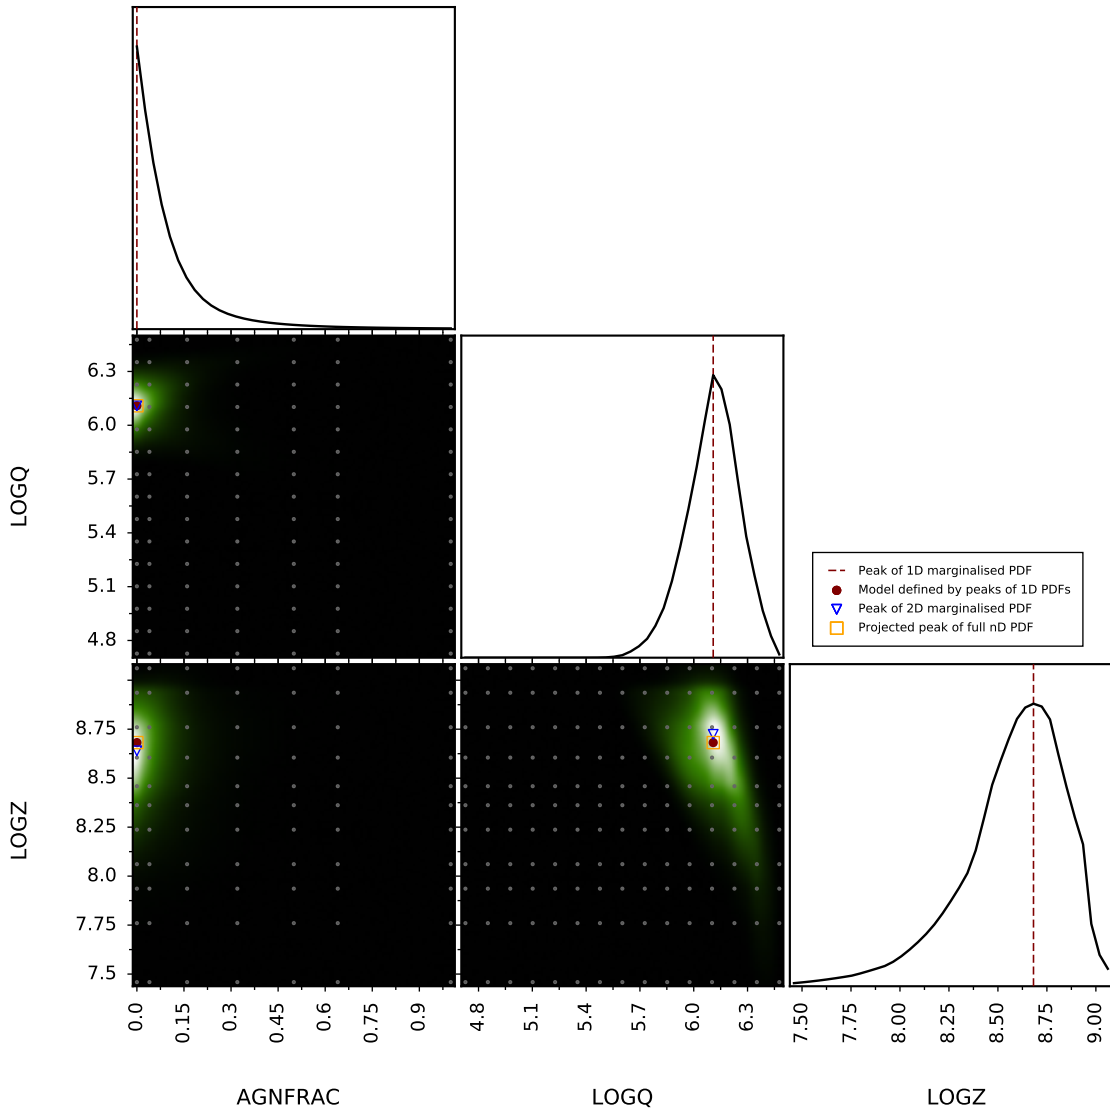 6.3
6.0
5.7
5.4
5.1
4.8
LOGQ
Peak of 1D marginalised PDF
Model defined by peaks of 1D PDFs
Peak of 2D marginalised PDF
Projected peak of full nD PDF
8.75
8.5
8.25
8.0
7.75
7.5
LOGZ
0.0 0.15 0.3 0.45 0.6 0.75 0.9
4.8 5.1 5.4 5.7 6.0 6.3
7.50 7.75 8.00 8.25 8.50 8.75 9.00
AGNFRAC LOGQ LOGZ